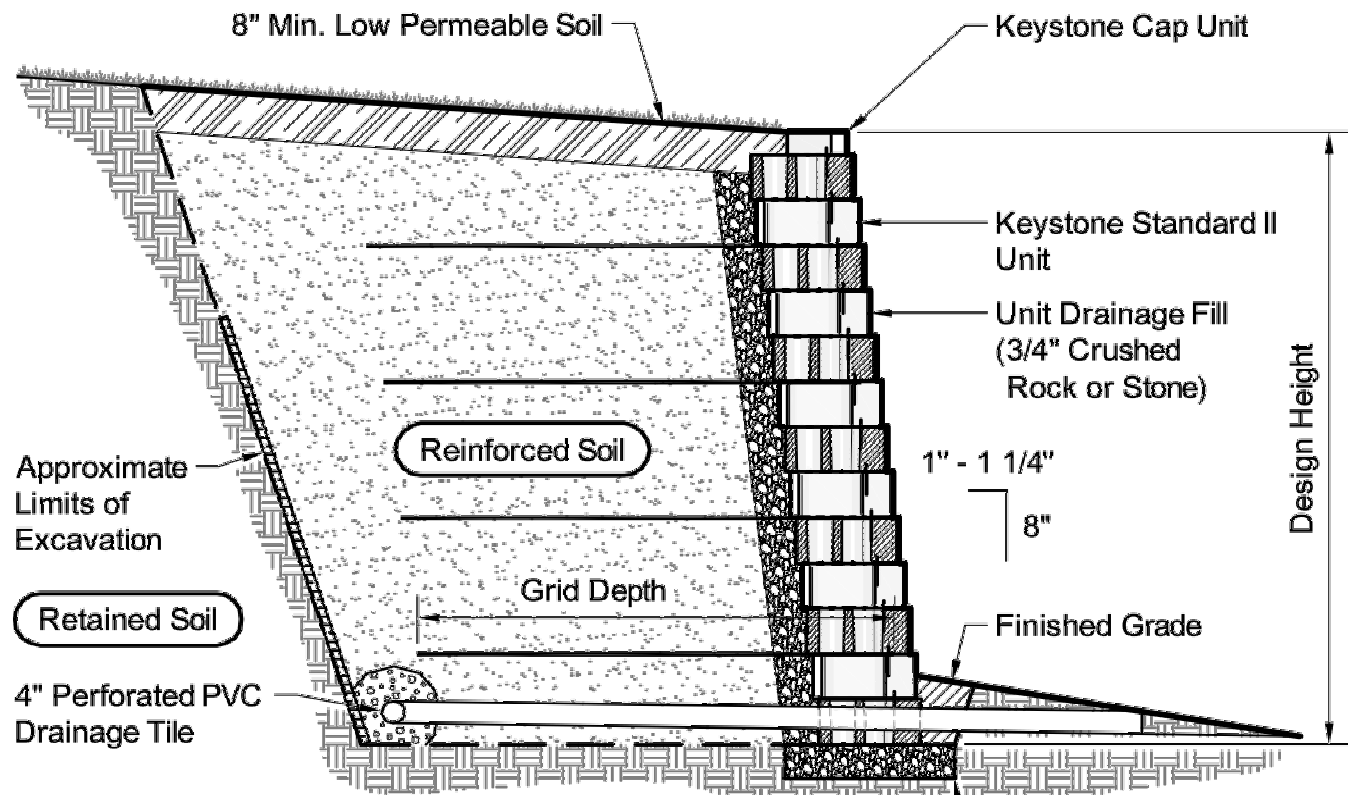 8" Min. Low Permeable Soil
Keystone Cap Unit
Keystone Standard II
Unit
Unit Drainage Fill
(3/4" Crushed
Rock or Stone)
Design Height
Reinforced Soil
1" - 1 1/4"
8"
Approximate
Limits of
Excavation
Grid Depth
Retained Soil
Finished Grade
4" Perforated PVC
Drainage Tile